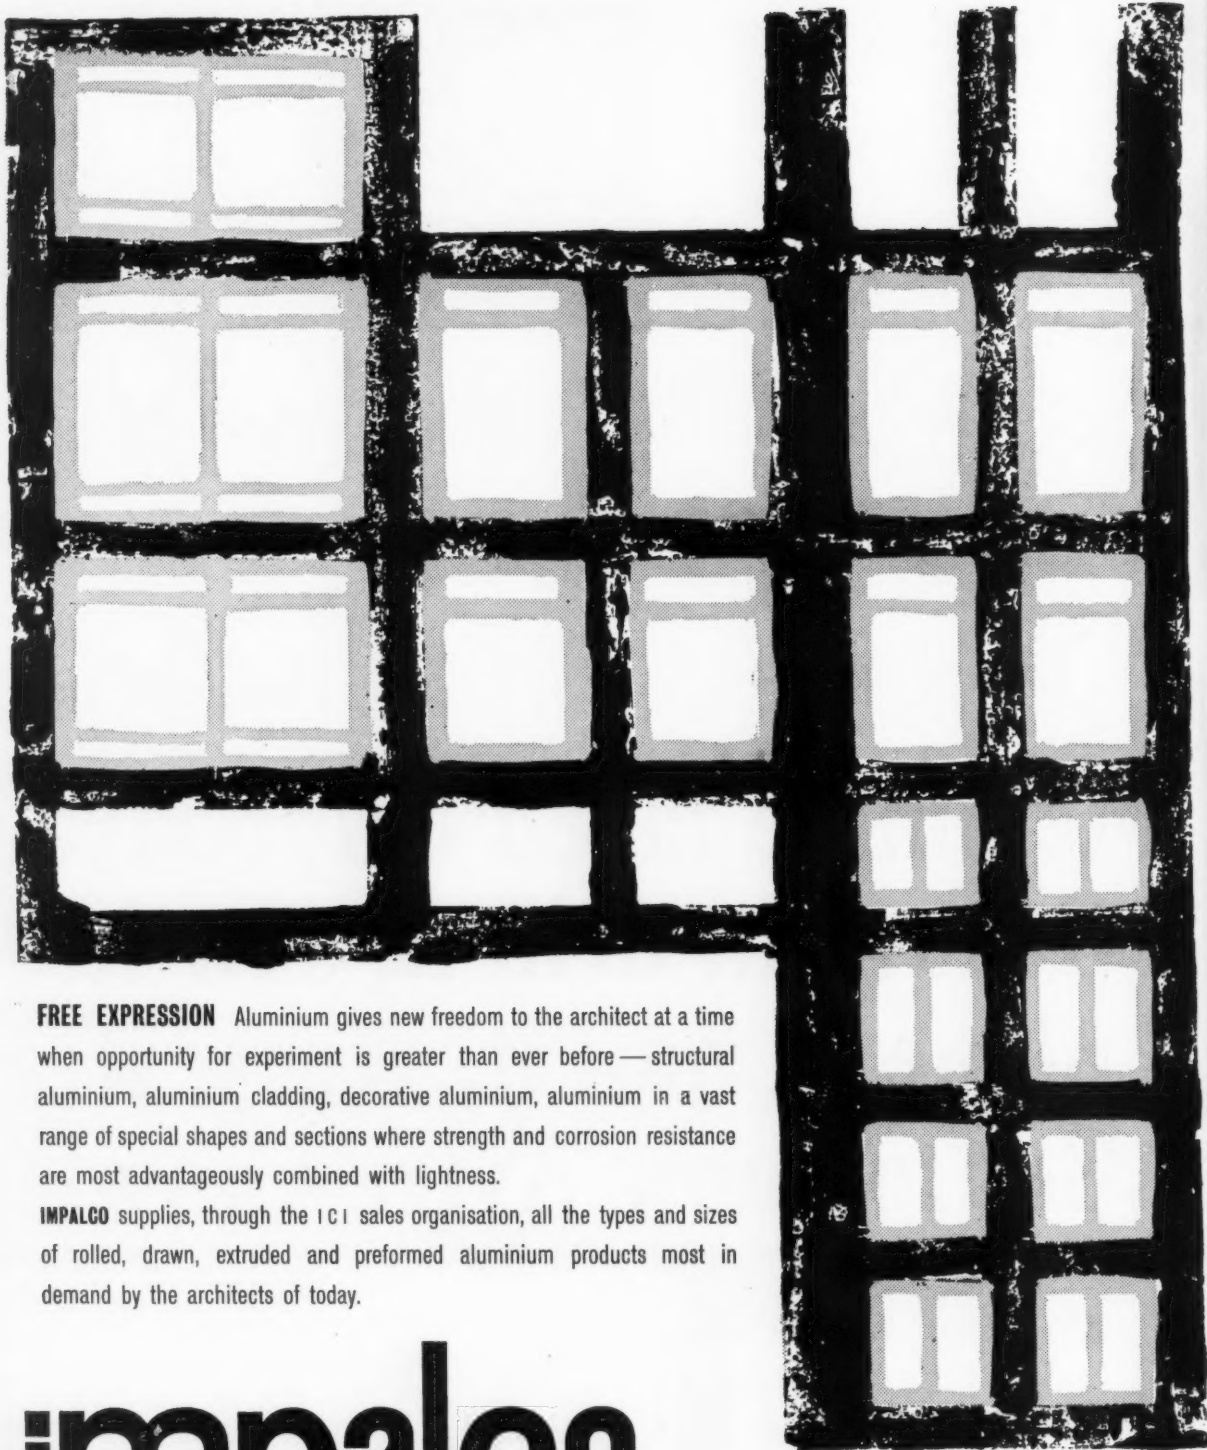 FREE EXPRESSION Aluminium gives new freedom to the architect at a time
when opportunity for experiment is greater than ever before — structural
aluminium, aluminium cladding, decorative aluminium, aluminium in a vast
range of special shapes and sections where strength and corrosion resistance
are most advantageously combined with lightness.
IMPALCO supplies, through the ICI sales organisation, all the types and sizes
of rolled, drawn, extruded and preformed aluminium products most in
demand by the architects of today.
impalco